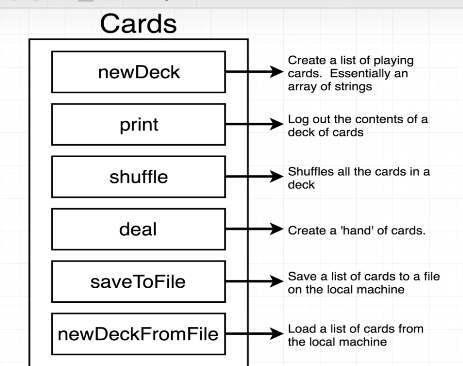 Cards
newDeck
Create a list of playing
cards.  Essentially an
array of strings
print
Log out the contents of a
deck of cards
shuffle
Shuffles all the cards in a
deck
deal
Create a 'hand' of cards.
saveToFile
Save a list of cards to a file
on the local machine
newDeckFromFile
Load a list of cards from
the local machine